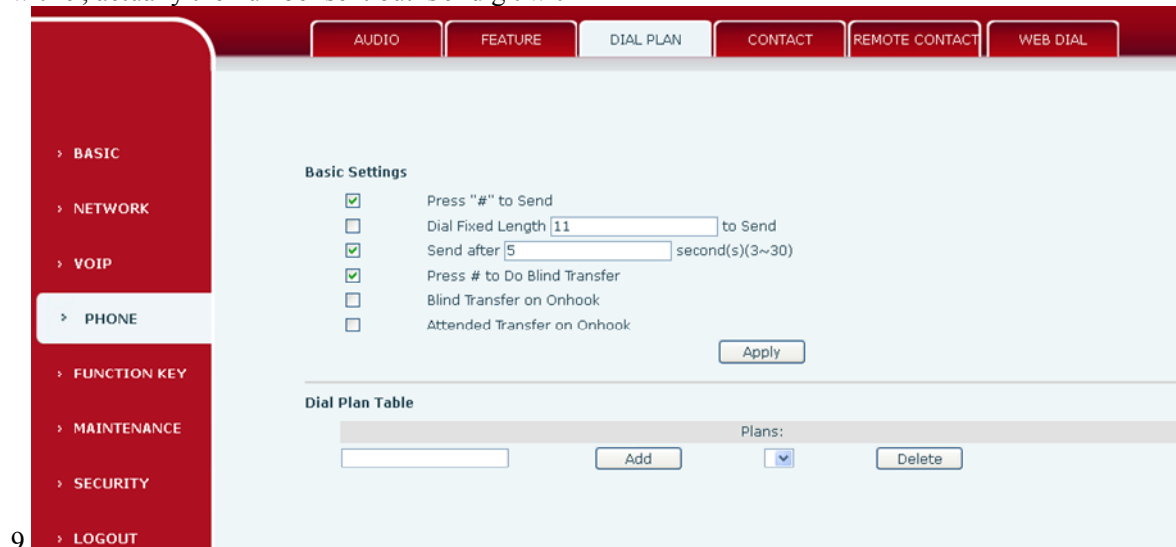 AUDIO FEATURE DIAL PLAN CONTACT REMOTE CONTACT WEB DIAL
BASIC
NETWORK
VOIP
PHONE
FUNCTION KEY
MAINTENANCE
SECURITY
LOGOUT
Basic Settings
Press "#" to Send
Dial Fixed Length 11 to Send
Send after 5 second(s)(3~30)
Press # to Do Blind Transfer
Blind Transfer on Onhook
Attended Transfer on Onhook
Apply
Dial Plan Table
Plans:
Add Delete
9